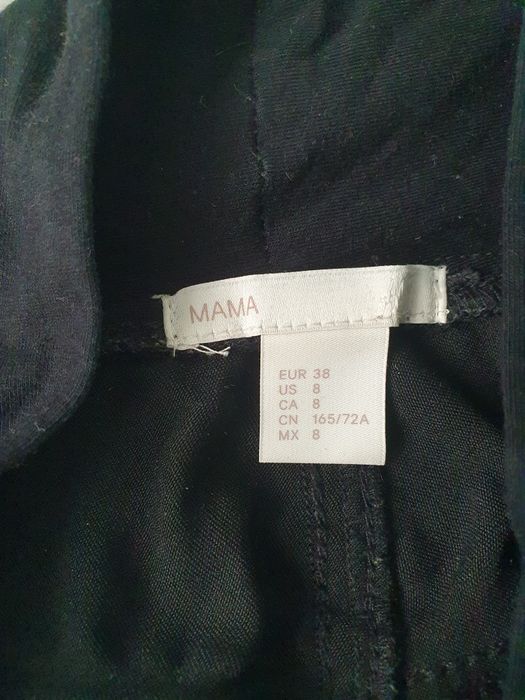 MAMA
EUR 38
US 8
CA 8
CN 165/72A
MX 8